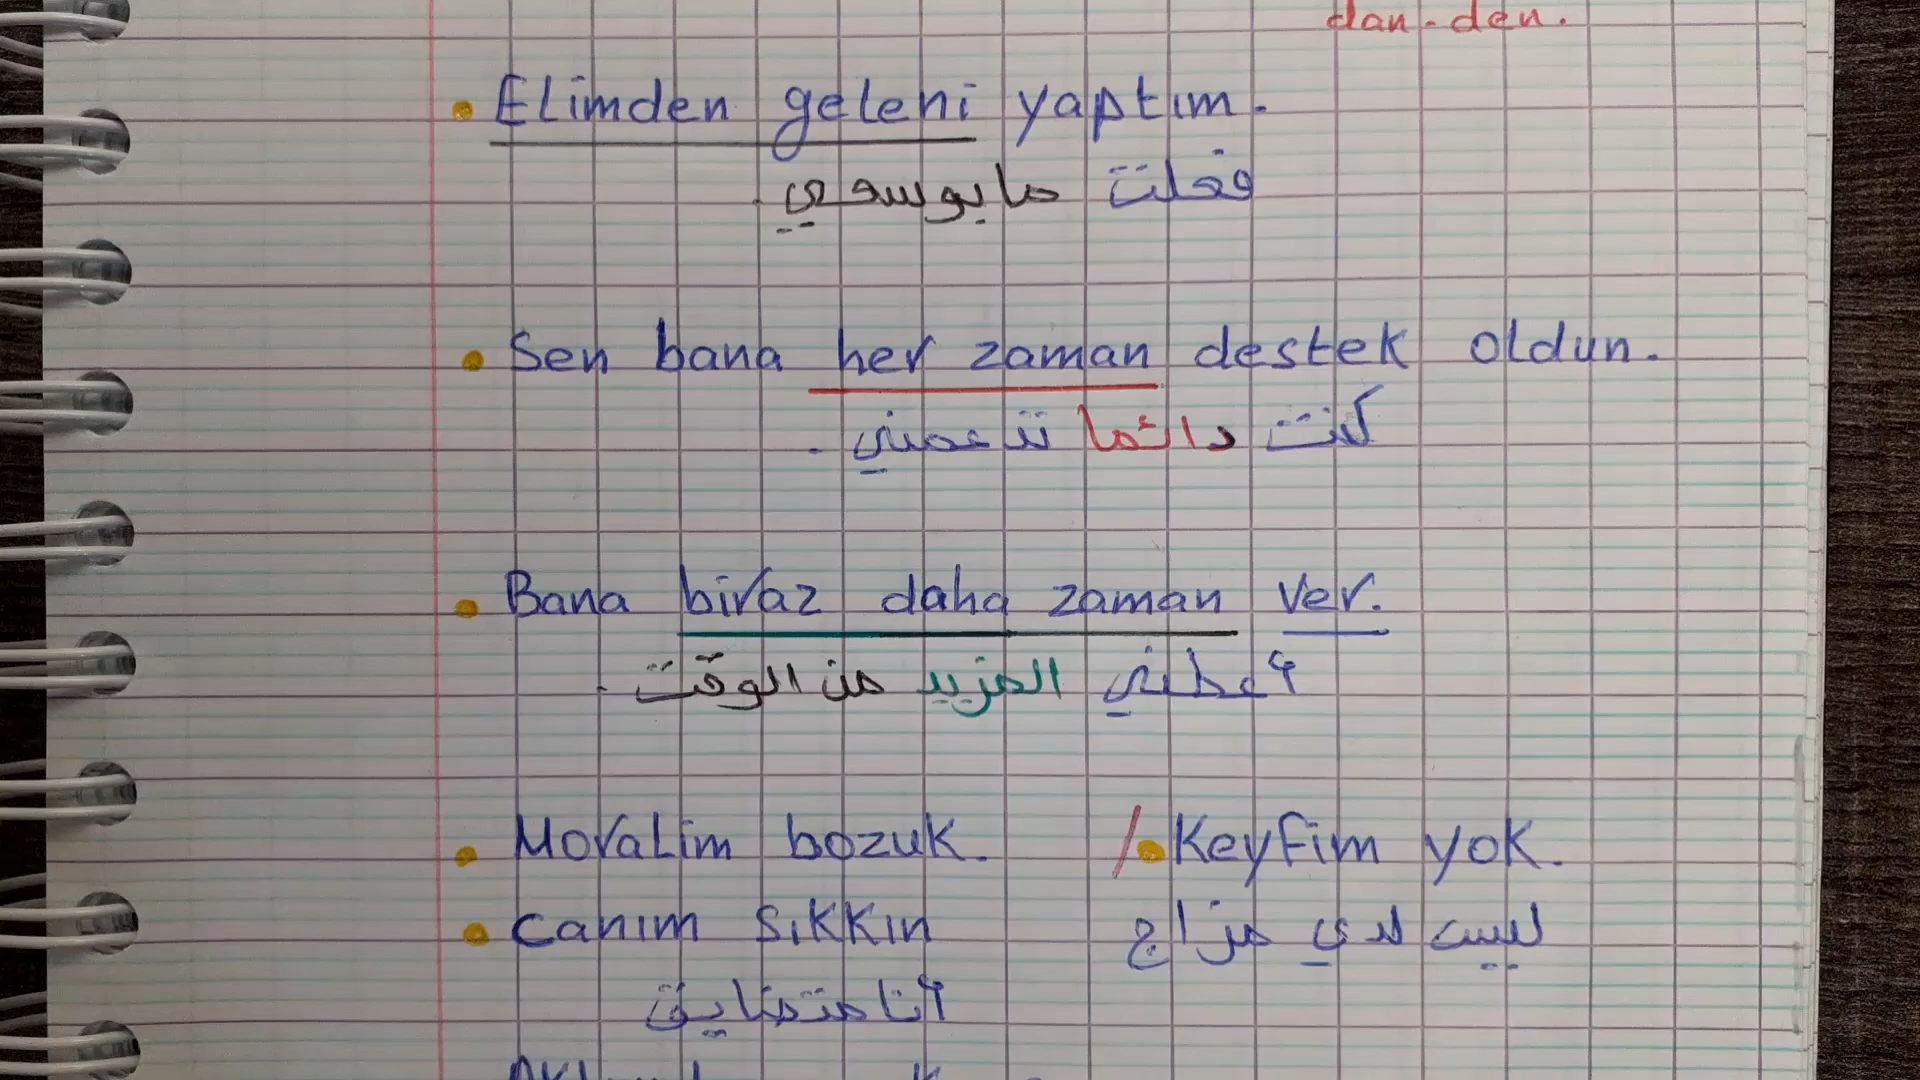 dan - den.
• Elimden geleni yaptım.
فعلت ما بوسعي.
• Sen bana her zaman destek oldun.
كنت دائما تدعمني.
• Bana biraz daha zaman ver.
أعطني المزيد من الوقت.
• Moralim bozuk. / • Keyfim yok.
• Canım sıkkın ليست لدي مزاج
أنا متضايق